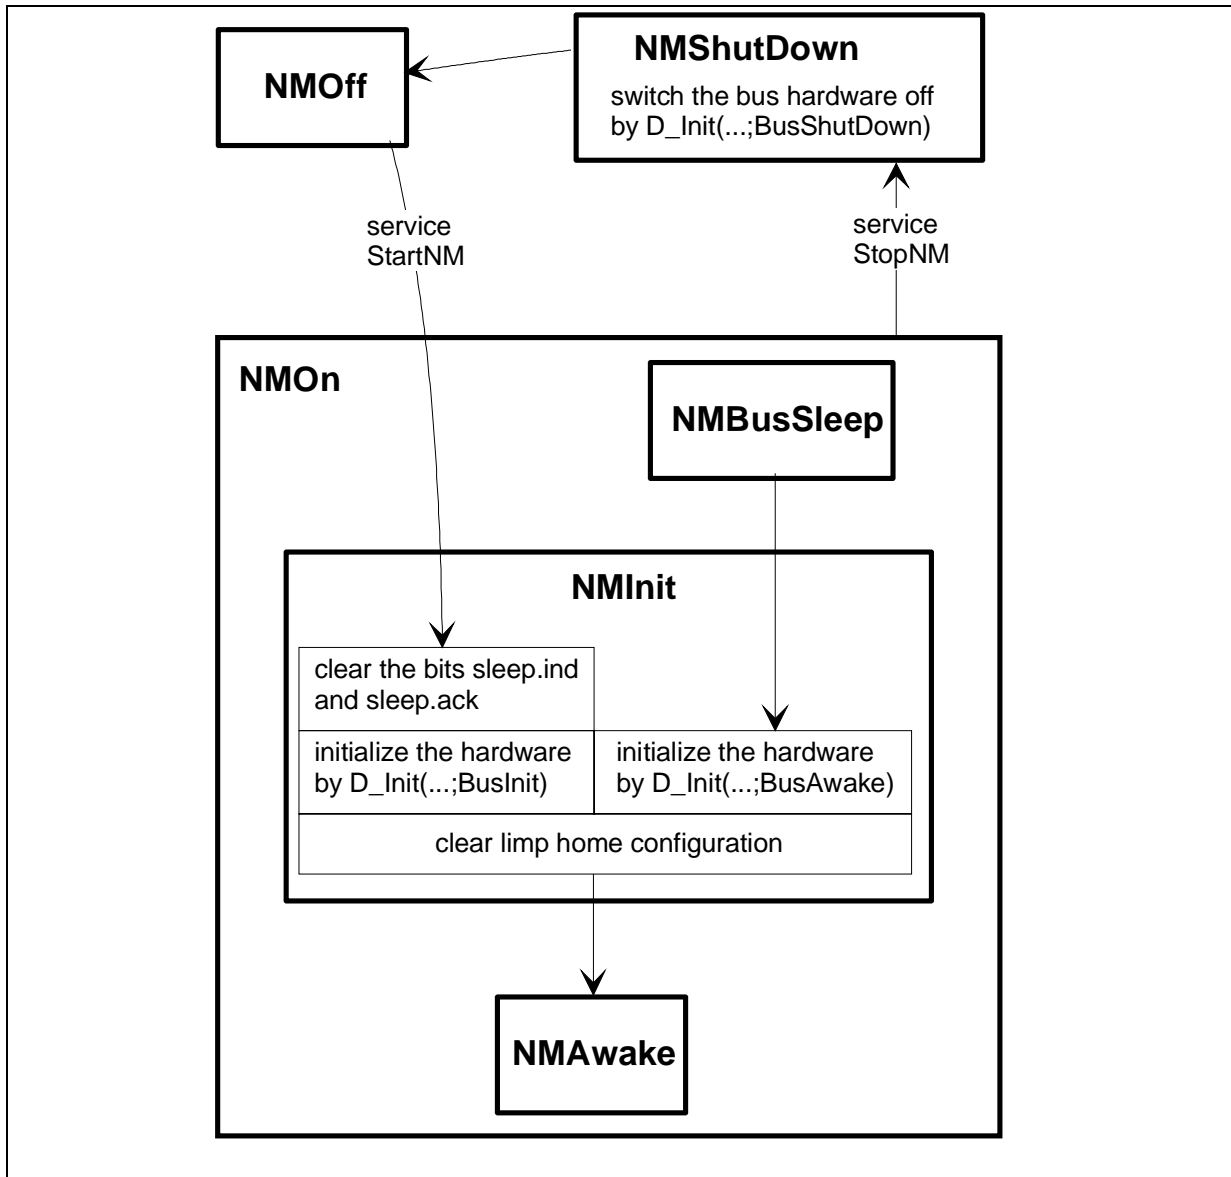 NMOff
NMShutDown
switch the bus hardware off
by D_Init(...;BusShutDown)
service
StartNM
service
StopNM
NMOn
NMBusSleep
NMInit
clear the bits sleep.ind
and sleep.ack
initialize the hardware
by D_Init(...;BusInit)
initialize the hardware
by D_Init(...;BusAwake)
clear limp home configuration
NMAwake